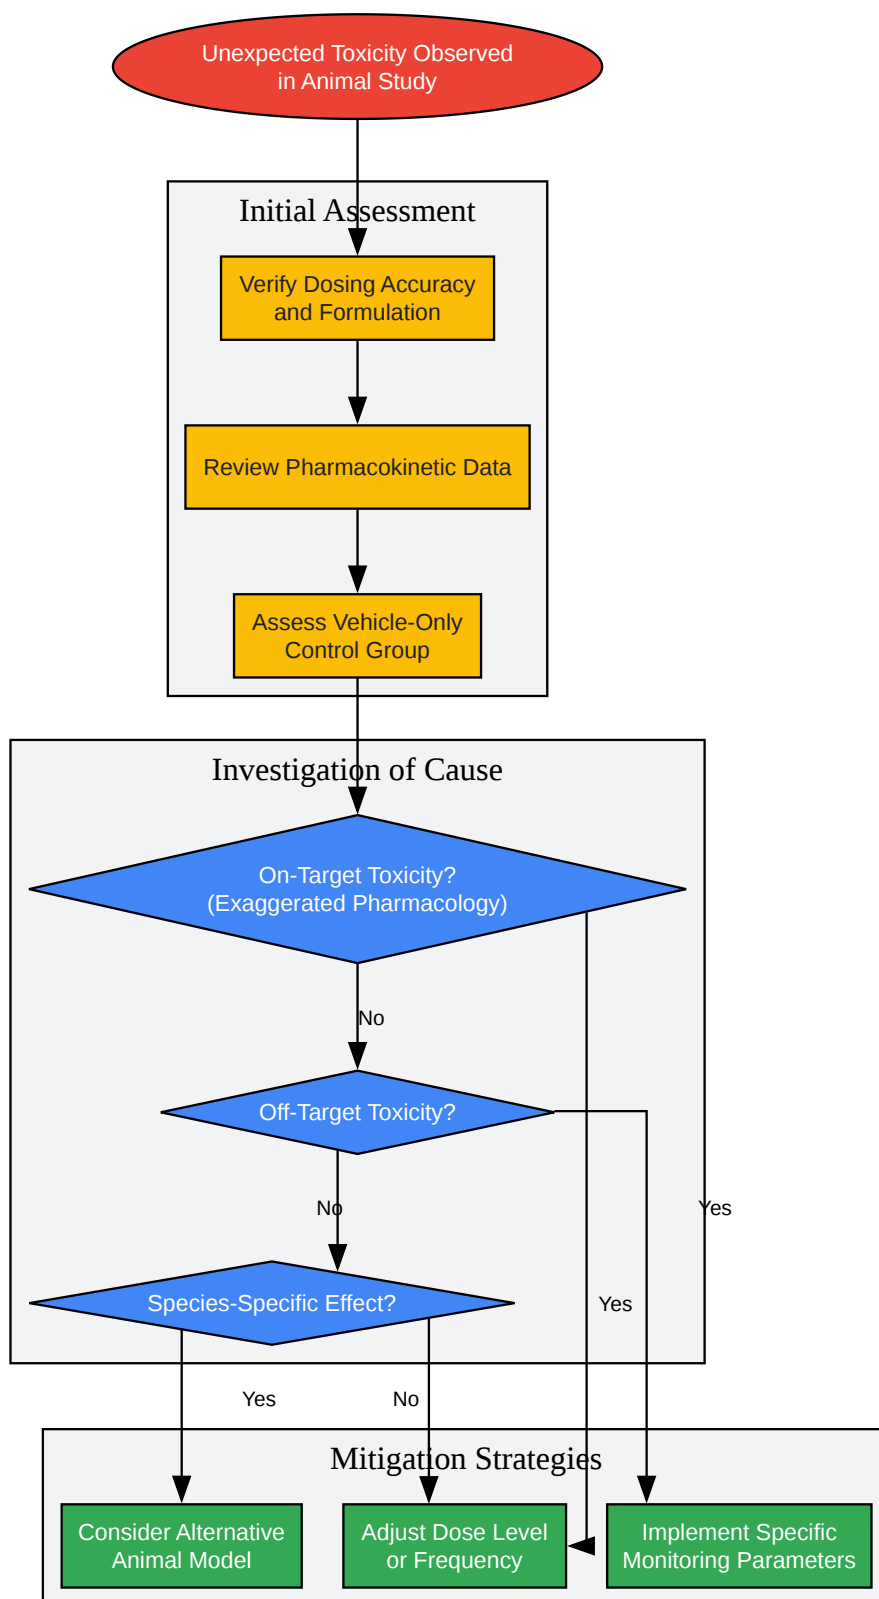 Unexpected Toxicity Observed
in Animal Study
Initial Assessment
Verify Dosing Accuracy
and Formulation
Review Pharmacokinetic Data
Assess Vehicle-Only
Control Group
Investigation of Cause
On-Target Toxicity?
(Exaggerated Pharmacology)
No
Off-Target Toxicity?
No
Yes
Species-Specific Effect?
Yes
Yes
No
Mitigation Strategies
Consider Alternative
Animal Model
Adjust Dose Level
or Frequency
Implement Specific
Monitoring Parameters